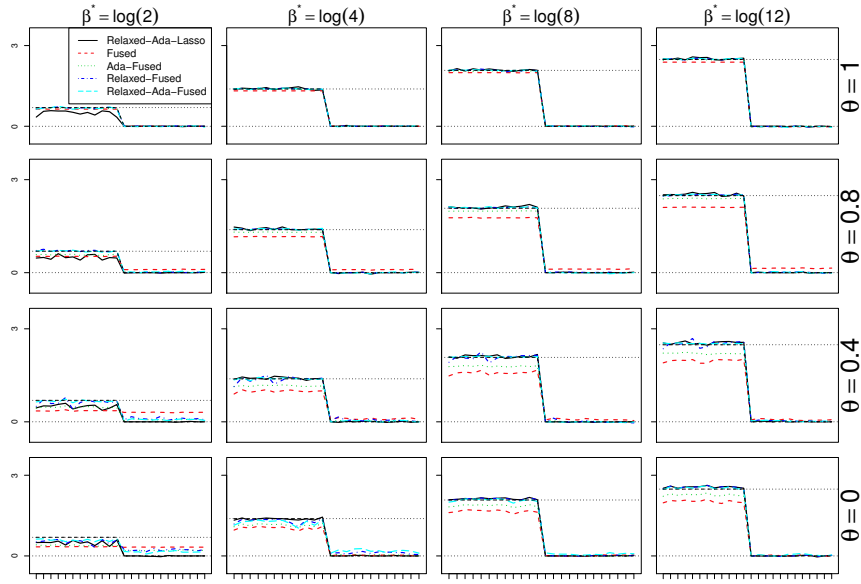 β* = log(2)
β* = log(4)
β* = log(8)
β* = log(12)
Relaxed−Ada−Lasso
Fused
Ada−Fused
Relaxed−Fused
Relaxed−Ada−Fused
3
0
θ = 1
3
0
θ = 0.8
3
0
θ = 0.4
3
0
θ = 0